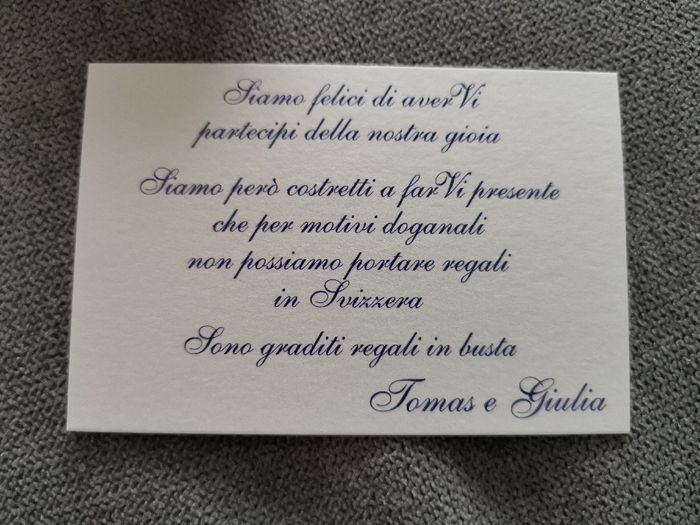 Siamo felici di averVi
partecipi della nostra gioia
Siamo però costretti a farVi presente
che per motivi doganali
non possiamo portare regali
in Svizzera
Sono graditi regali in busta
Tomas e Giulia